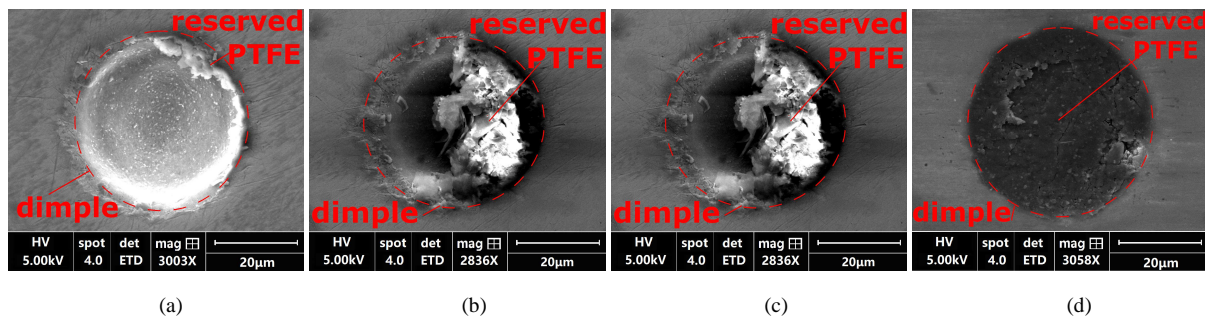 reserved
PTFE
dimple
HV spot det mag
5.00kV 4.0 ETD 3003X 20μm
(a)
reserved
PTFE
dimple
HV spot det mag
5.00kV 4.0 ETD 2836X 20μm
(b)
reserved
PTFE
dimple
HV spot det mag
5.00kV 4.0 ETD 2836X 20μm
(c)
reserved
PTFE
dimple
HV spot det mag
5.00kV 4.0 ETD 3058X 20μm
(d)